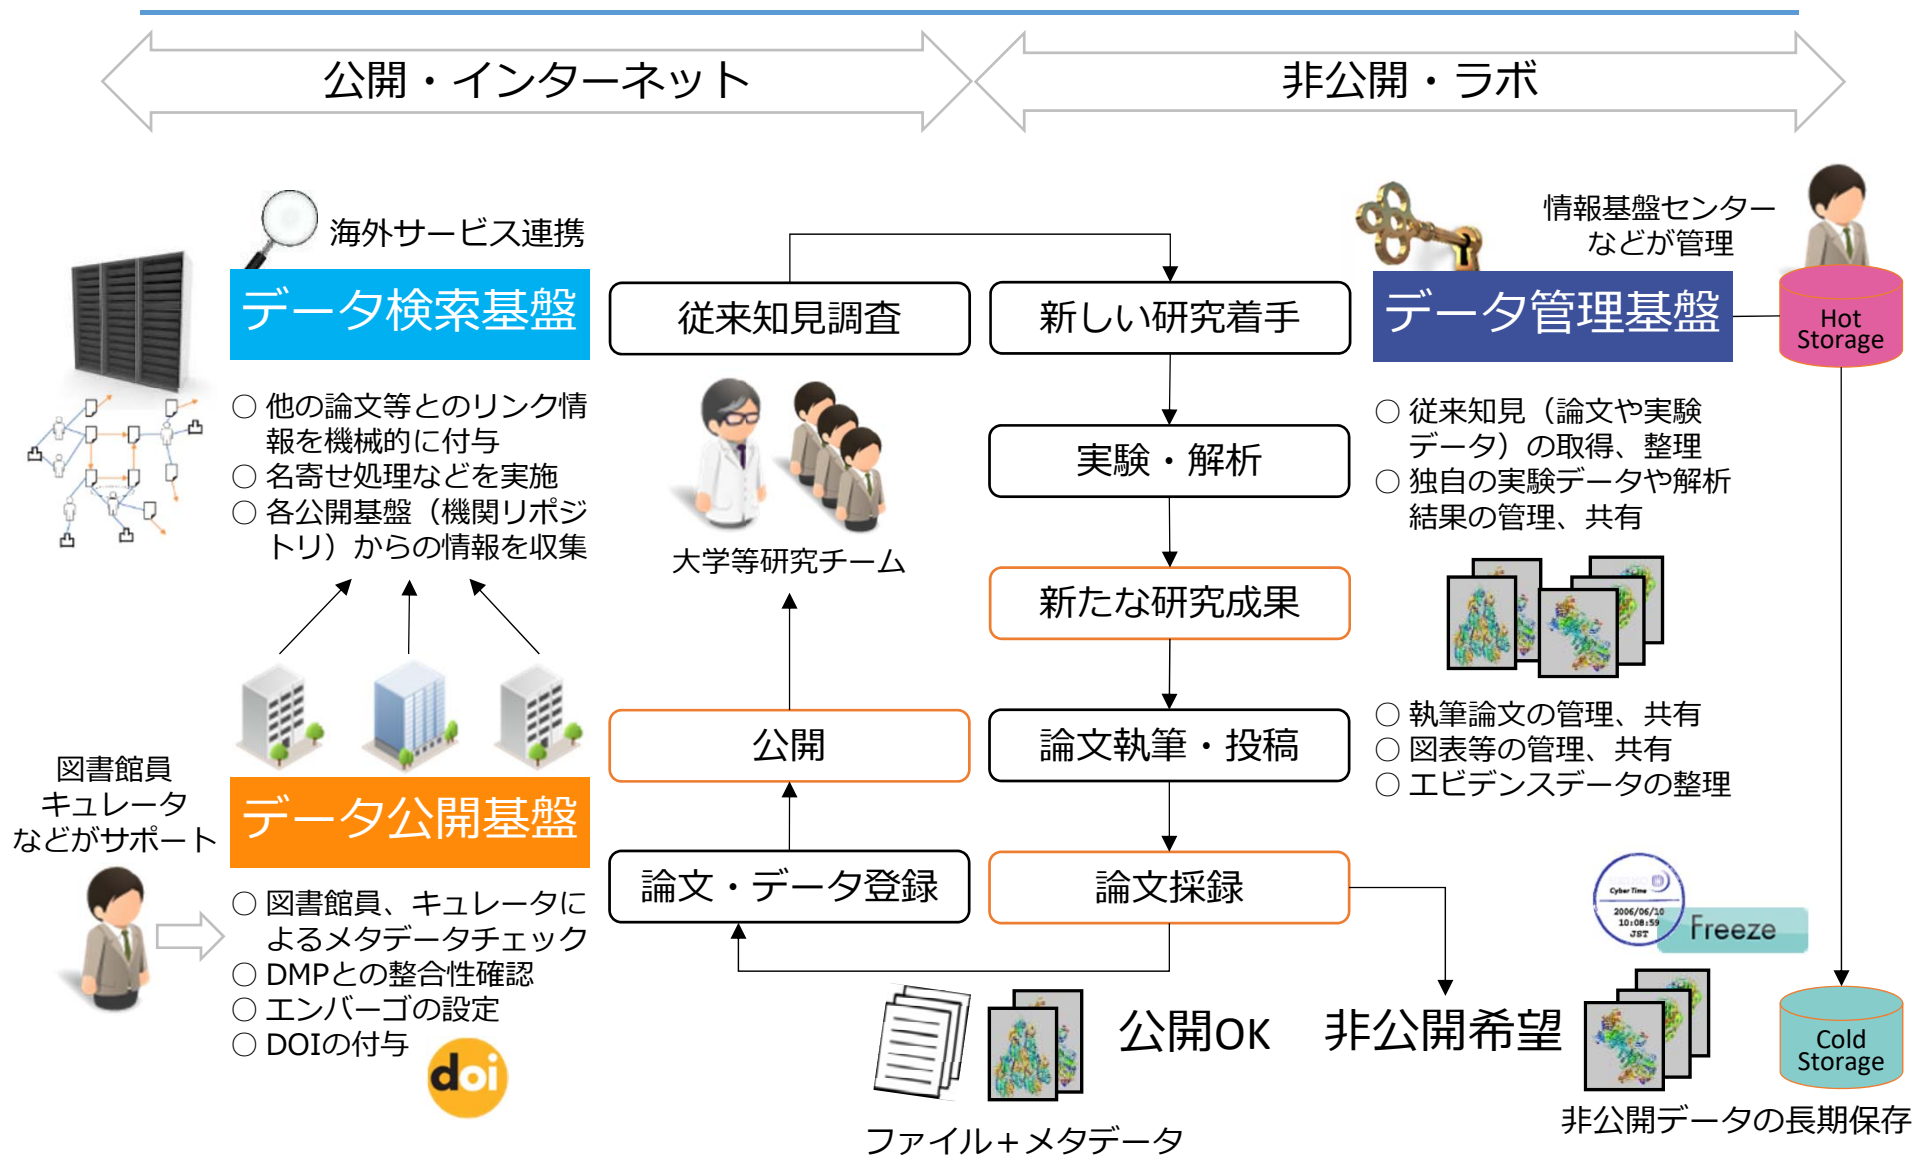 公開・インターネット
非公開・ラボ
海外サービス連携
データ検索基盤
○ 他の論文等とのリンク情
報を機械的に付与
○ 名寄せ処理などを実施
○ 各公開基盤（機関リポジ
トリ）からの情報を収集
図書館員
キュレータ
などがサポート
データ公開基盤
○ 図書館員、キュレータに
よるメタデータチェック
○ DMPとの整合性確認
○ エンバーゴの設定
○ DOIの付与
doi
従来知見調査
大学等研究チーム
公開
論文・データ登録
新しい研究着手
実験・解析
新たな研究成果
論文執筆・投稿
論文採録
公開OK
非公開希望
ファイル＋メタデータ
情報基盤センター
などが管理
データ管理基盤
Hot
Storage
○ 従来知見（論文や実験
データ）の取得、整理
○ 独自の実験データや解析
結果の管理、共有
○ 執筆論文の管理、共有
○ 図表等の管理、共有
○ エビデンスデータの整理
Cyber Time
2006/06/10
10:08:59
JST
Freeze
Cold
Storage
非公開データの長期保存